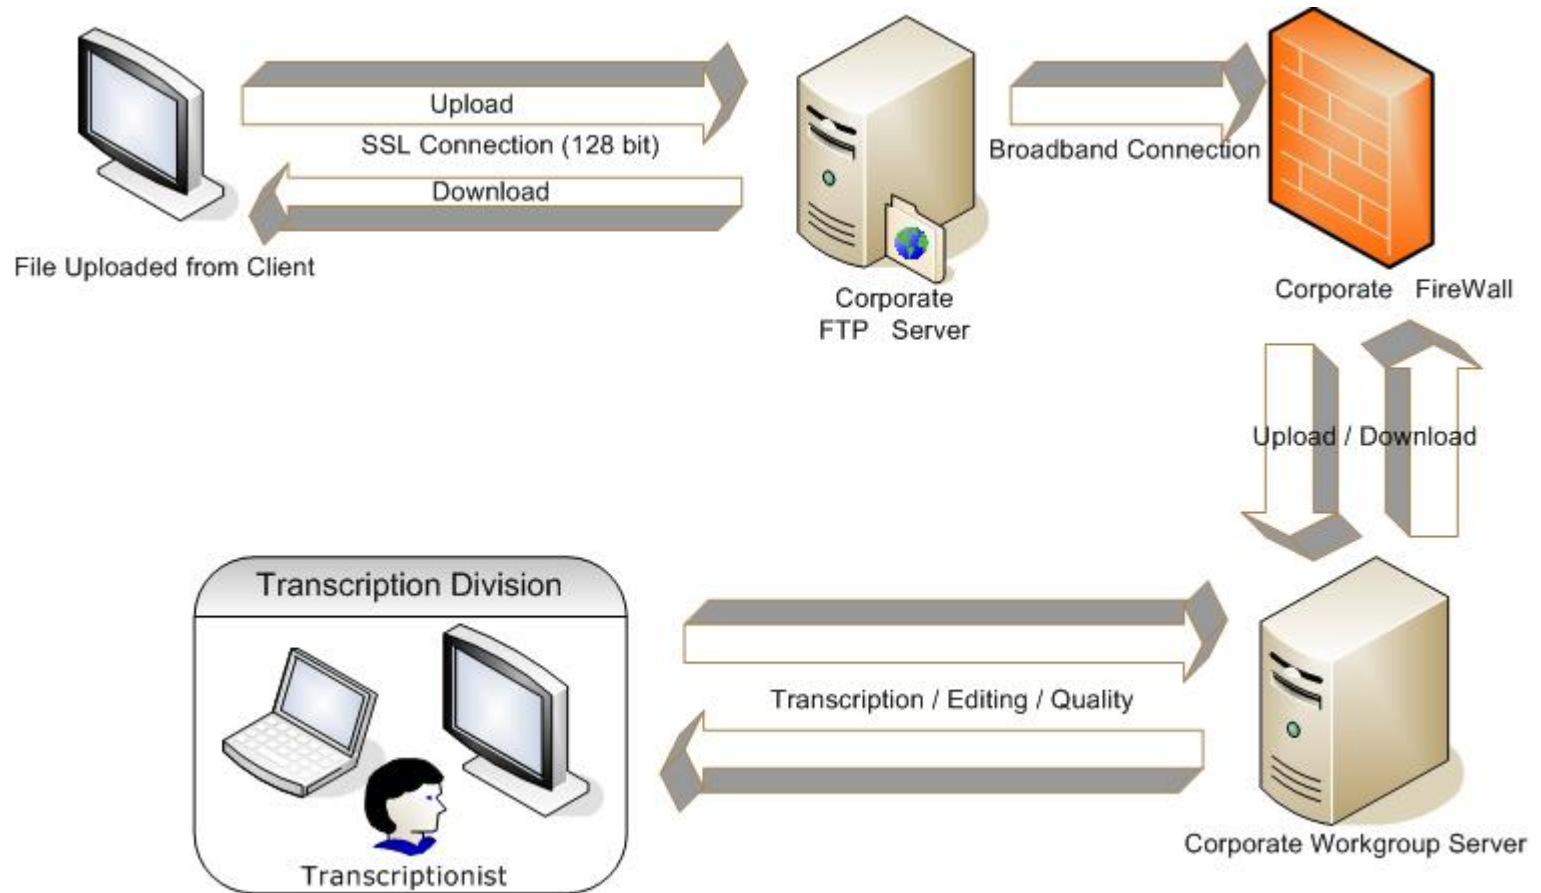 Upload
SSL Connection (128 bit)
Download
File Uploaded from Client
Corporate
FTP Server
Broadband Connection
Corporate FireWall
Upload / Download
Transcription Division
Transcription / Editing / Quality
Transcriptionist
Corporate Workgroup Server